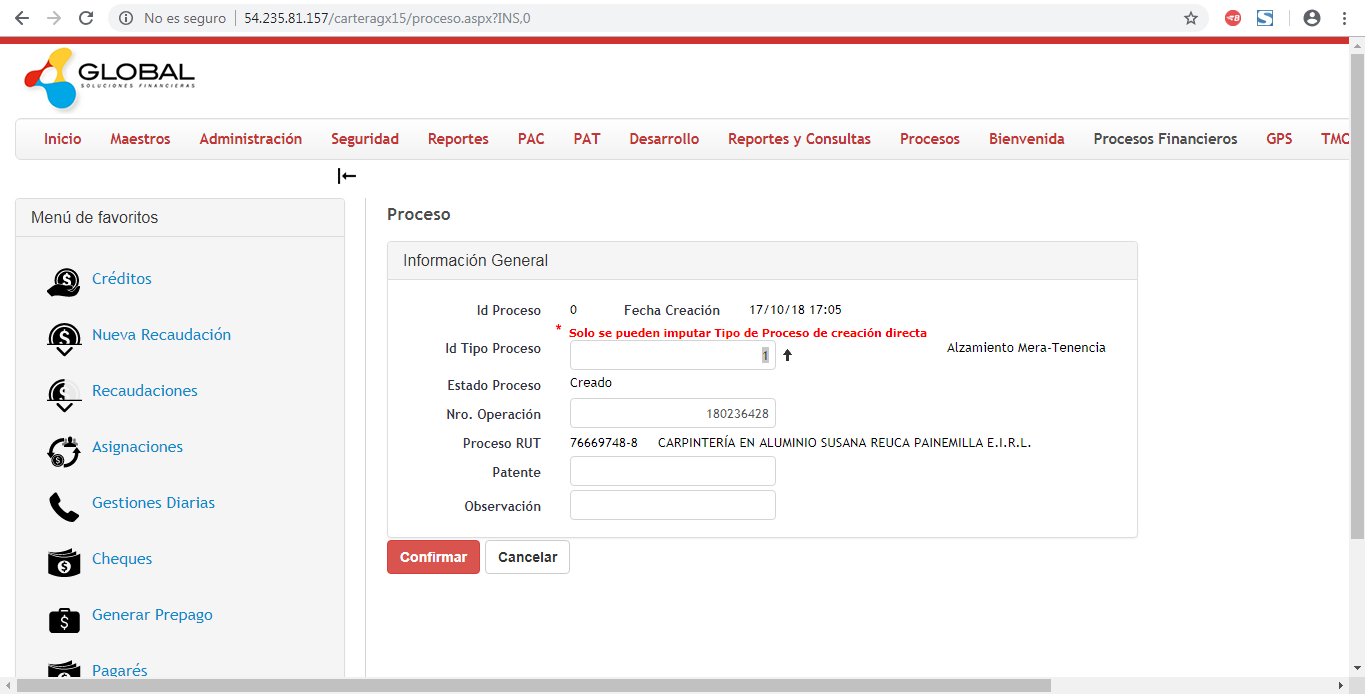 No es seguro | 54.235.81.157/carteragx15/proceso.aspx?INS,0
GLOBAL
SOLUCIONES FINANCIERAS
Inicio Maestros Administración Seguridad Reportes PAC PAT Desarrollo Reportes y Consultas Procesos Bienvenida Procesos Financieros GPS TMO
Menú de favoritos
Créditos
Nueva Recaudación
Recaudaciones
Asignaciones
Gestiones Diarias
Cheques
Generar Prepago
Pagarés
Proceso
Información General
Id Proceso 0 Fecha Creación 17/10/18 17:05
* Solo se pueden imputar Tipo de Proceso de creación directa
Id Tipo Proceso 1 Alzamiento Mera-Tenencia
Estado Proceso Creado
Nro. Operación 180236428
Proceso RUT 76669748-8 CARPINTERÍA EN ALUMINIO SUSANA REUCA PAINEMILLA E.I.R.L.
Patente
Observación
Confirmar Cancelar